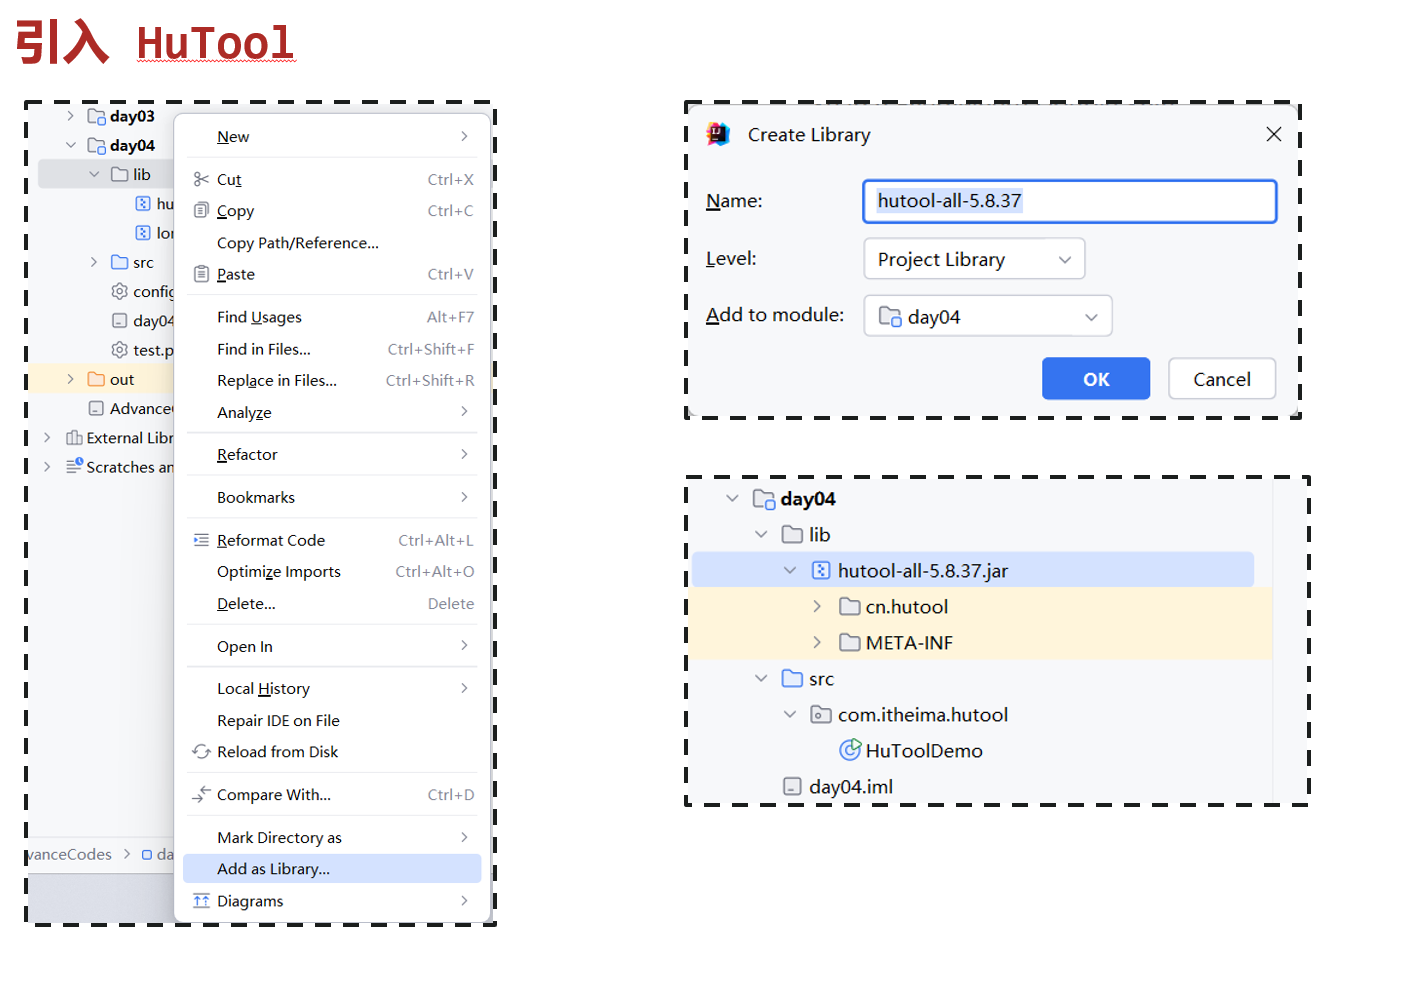 引入 HuTool
day03
day04
lib
hu
lor
src
config
day04
test.p
out
Advance
External Libr
Scratches an
vanceCodes
da
New
Cut Ctrl+X
Copy Ctrl+C
Copy Path/Reference...
Paste Ctrl+V
Find Usages Alt+F7
Find in Files... Ctrl+Shift+F
Replace in Files... Ctrl+Shift+R
Analyze
Refactor
Bookmarks
Reformat Code Ctrl+Alt+L
Optimize Imports Ctrl+Alt+O
Delete... Delete
Open In
Local History
Repair IDE on File
Reload from Disk
Compare With... Ctrl+D
Mark Directory as
Add as Library...
Diagrams
Create Library
Name: hutool-all-5.8.37
Level: Project Library
Add to module: day04
OK Cancel
day04
lib
hutool-all-5.8.37.jar
cn.hutool
META-INF
src
com.itheima.hutool
HuToolDemo
day04.iml